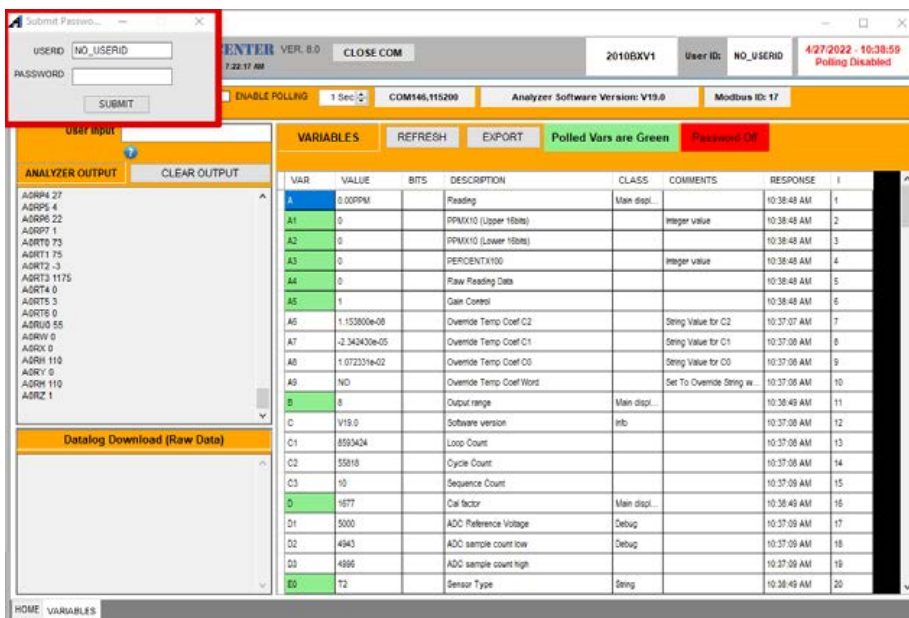 Submit Passwo...
USERID NO_USERID
PASSWORD
SUBMIT
CENTER VER. 8.0 CLOSE COM 2010BXV1 User ID: NO_USERID 4/27/2022 - 10:38:59
7:22:17 AM Polling Disabled
ENABLE POLLING 1 Sec COM146,115200 Analyzer Software Version: V19.0 Modbus ID: 17
User Input
VARIABLES REFRESH EXPORT Polled Vars are Green Password Off
ANALYZER OUTPUT CLEAR OUTPUT
A0RP4 27
A0RP5 4
A0RP6 22
A0RP7 1
A0RT0 73
A0RT1 75
A0RT2 -3
A0RT3 1175
A0RT4 0
A0RT5 3
A0RT6 0
A0RU0 55
A0RW 0
A0RX 0
A0RH 110
A0RY 0
A0RH 110
A0RZ 1
Datalog Download (Raw Data)
VAR VALUE BITS DESCRIPTION CLASS COMMENTS RESPONSE I
A 0.00PPM Reading Main displ... 10:38:48 AM 1
A1 0 PPMX10 (Upper 16bits) Integer value 10:38:48 AM 2
A2 0 PPMX10 (Lower 16bits) 10:38:48 AM 3
A3 0 PERCENTX100 Integer value 10:38:48 AM 4
A4 0 Raw Reading Data 10:38:48 AM 5
A5 1 Gain Control 10:38:48 AM 6
A6 1.153800e-08 Override Temp Coef C2 String Value for C2 10:37:07 AM 7
A7 -2.342430e-05 Override Temp Coef C1 String Value for C1 10:37:08 AM 8
A8 1.072331e-02 Override Temp Coef C0 String Value for C0 10:37:08 AM 9
A9 NO Override Temp Coef Word Set To Override String w... 10:37:08 AM 10
B 8 Output range Main displ... 10:38:49 AM 11
C V19.0 Software version Info 10:37:08 AM 12
C1 8593424 Loop Count 10:37:08 AM 13
C2 55818 Cycle Count 10:37:08 AM 14
C3 10 Sequence Count 10:37:09 AM 15
D 1677 Cal factor Main displ... 10:38:49 AM 16
D1 5000 ADC Reference Voltage Debug 10:37:09 AM 17
D2 4943 ADC sample count low Debug 10:37:09 AM 18
D3 4996 ADC sample count high 10:37:09 AM 19
E0 T2 Sensor Type String 10:38:49 AM 20
HOME VARIABLES